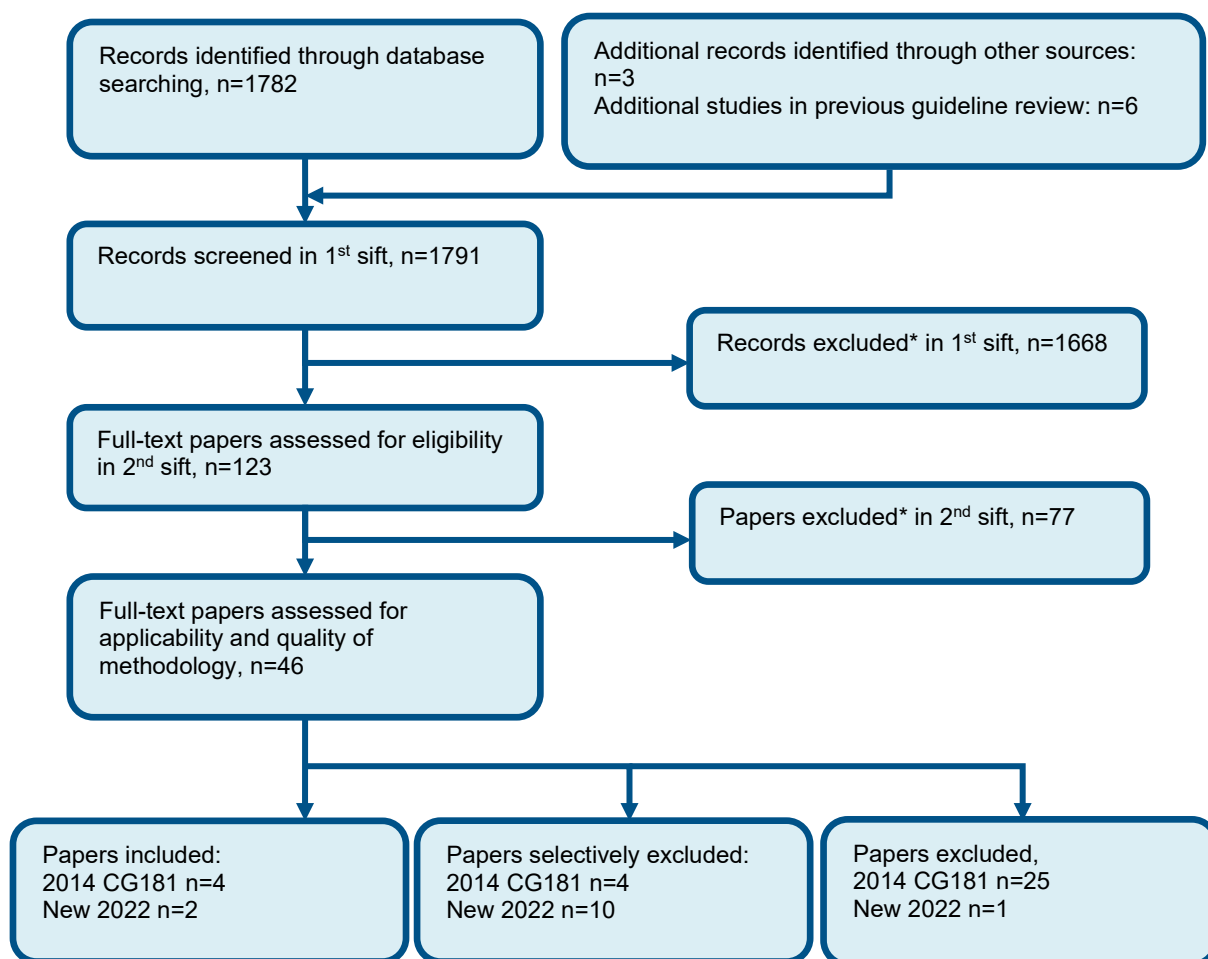 Records identified through database
searching, n=1782
Additional records identified through other sources:
n=3
Additional studies in previous guideline review: n=6
Records screened in 1st sift, n=1791
Records excluded* in 1st sift, n=1668
Full-text papers assessed for eligibility
in 2nd sift, n=123
Papers excluded* in 2nd sift, n=77
Full-text papers assessed for
applicability and quality of
methodology, n=46
Papers included:
2014 CG181 n=4
New 2022 n=2
Papers selectively excluded:
2014 CG181 n=4
New 2022 n=10
Papers excluded,
2014 CG181 n=25
New 2022 n=1